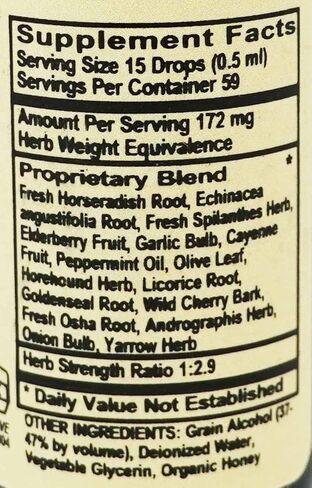 Supplement Facts
Serving Size 15 Drops (0.5 ml)
Servings Per Container 59
Amount Per Serving 172 mg
Herb Weight Equivalence
Proprietary Blend *
Fresh Horseradish Root, Echinacea
angustifolia Root, Fresh Spilanthes Herb,
Elderberry Fruit, Garlic Bulb, Cayenne
Fruit, Peppermint Oil, Olive Leaf,
Horehound Herb, Licorice Root,
Goldenseal Root, Wild Cherry Bark,
Fresh Osha Root, Andrographis Herb,
Onion Bulb, Yarrow Herb
Herb Strength Ratio 1:2.9
* Daily Value Not Established
OTHER INGREDIENTS: Grain Alcohol (37-
47% by volume), Deionized Water,
Vegetable Glycerin, Organic Honey